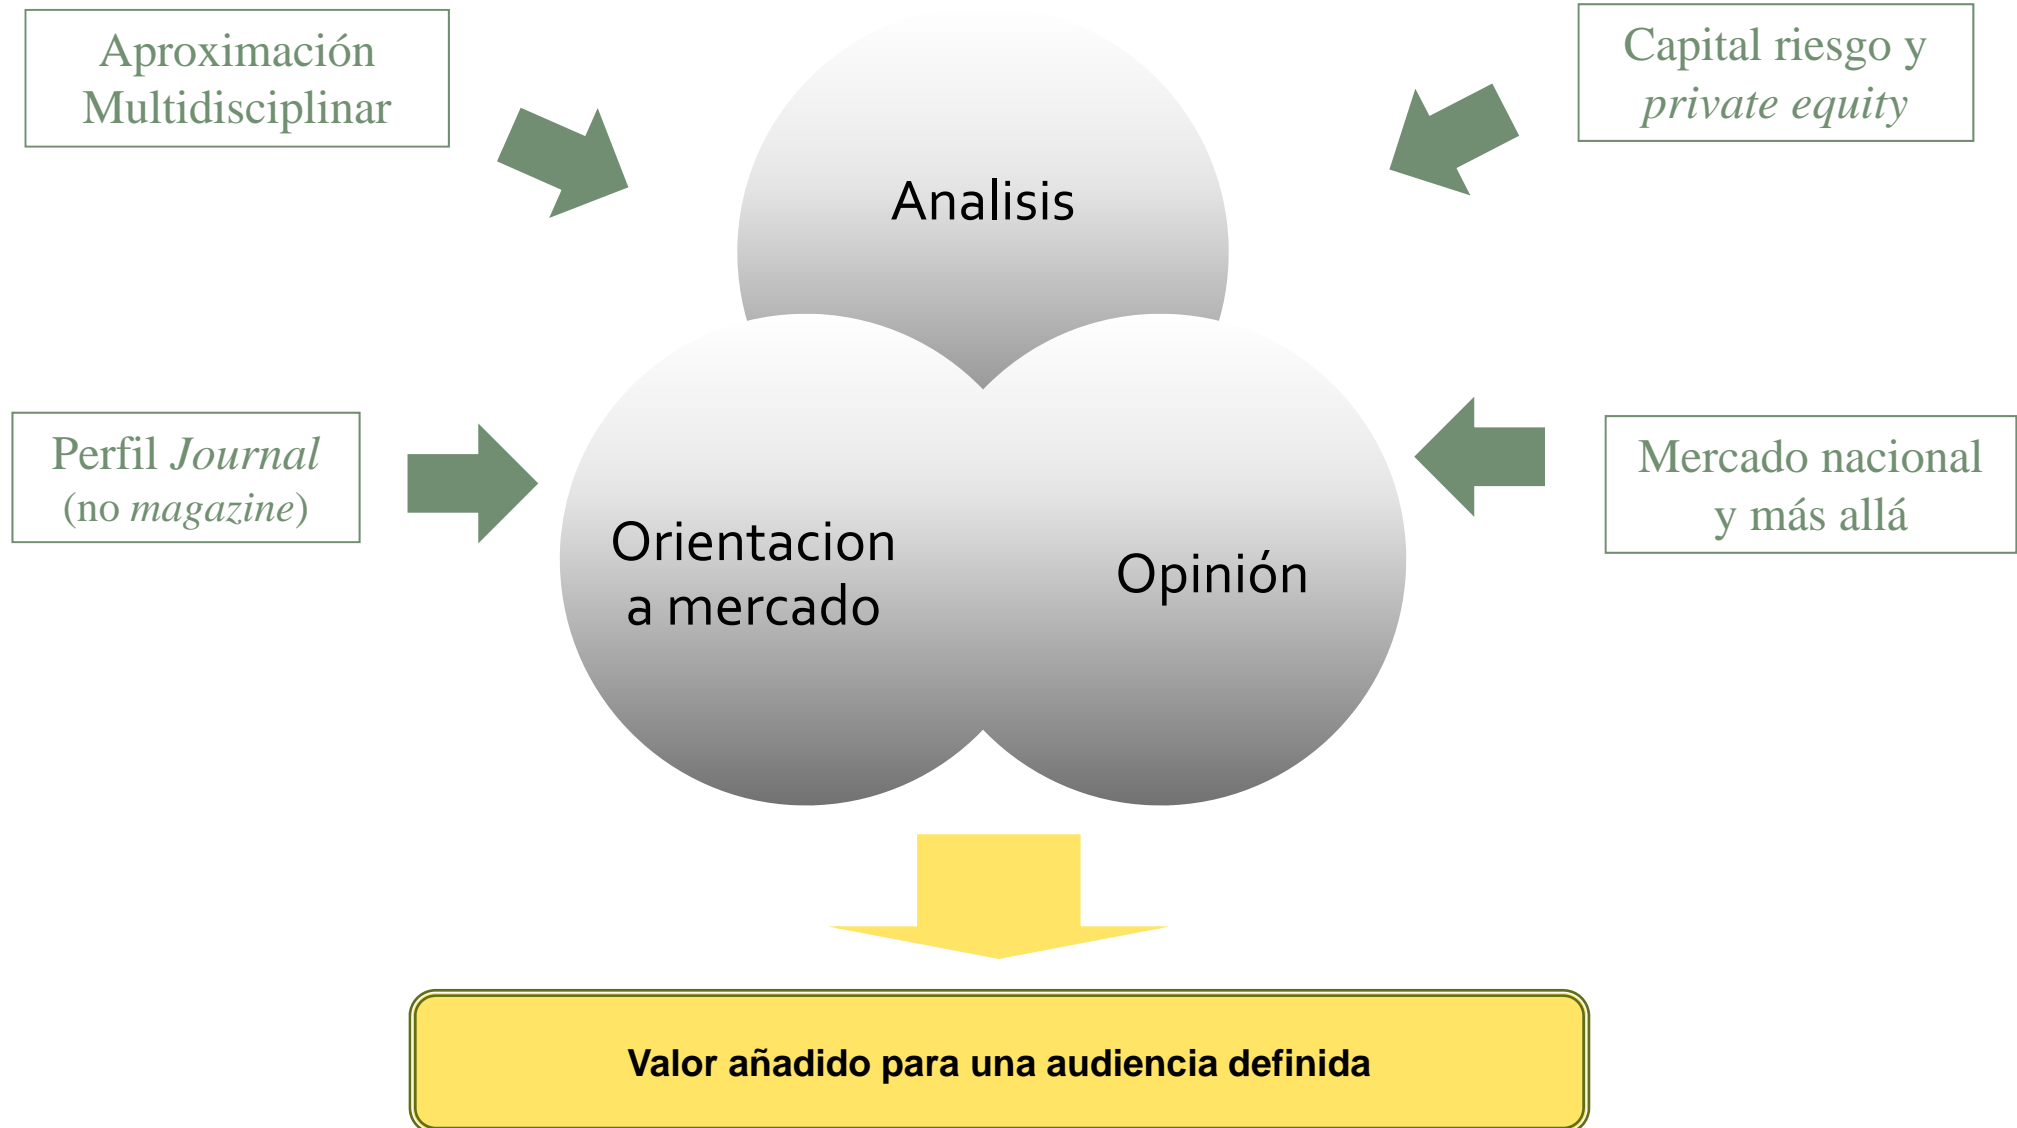 Aproximación
Multidisciplinar
Capital riesgo y
private equity
Analisis
Perfil Journal
(no magazine)
Mercado nacional
y más allá
Orientacion
a mercado
Opinión
Valor añadido para una audiencia definida